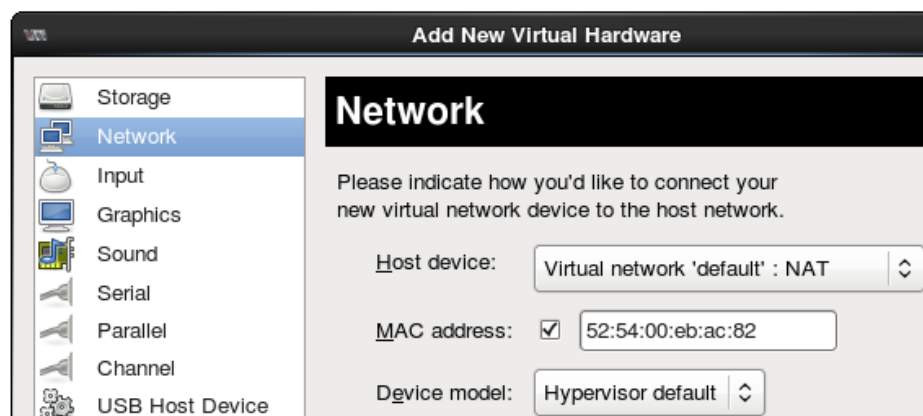 Add New Virtual Hardware
Storage
Network
Input
Graphics
Sound
Serial
Parallel
Channel
USB Host Device
Network
Please indicate how you'd like to connect your
new virtual network device to the host network.
Host device: Virtual network 'default' : NAT
MAC address: 52:54:00:eb:ac:82
Device model: Hypervisor default